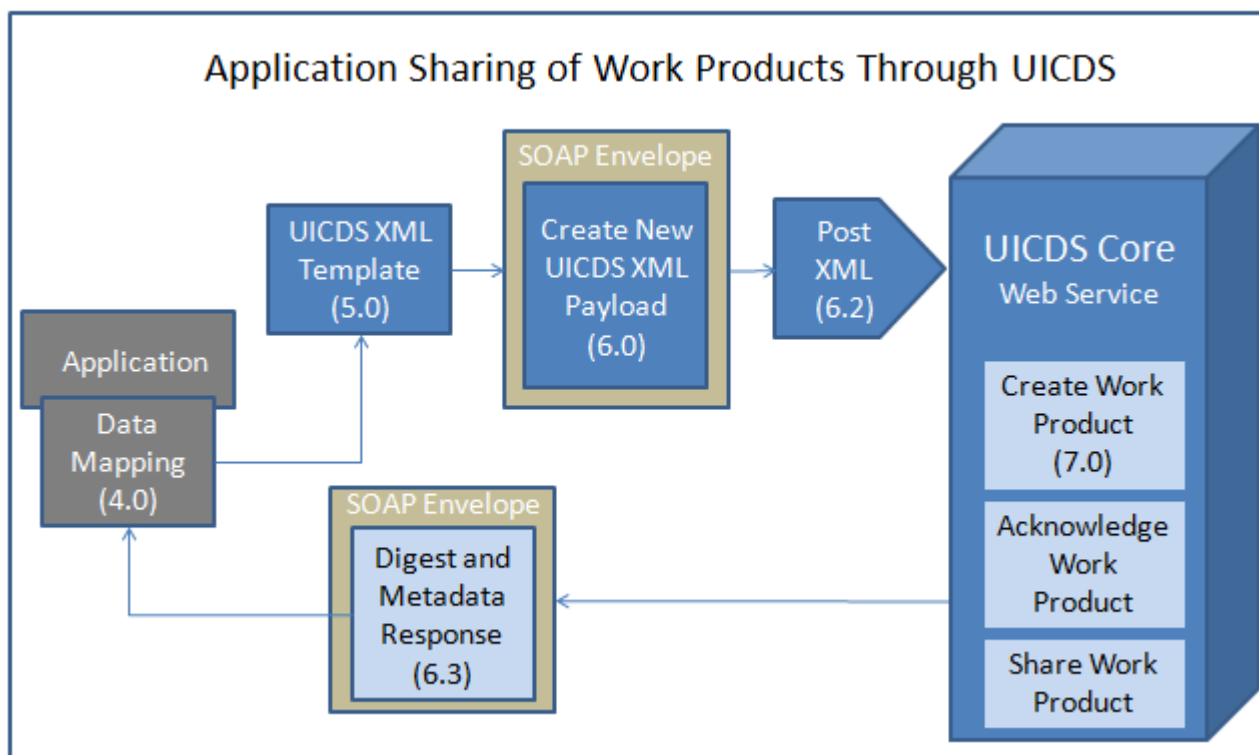 Application Sharing of Work Products Through UICDS
SOAP Envelope
Create New
UICDS XML
Payload
(6.0)
UICDS XML
Template
(5.0)
Post
XML
(6.2)
UICDS Core
Web Service
Application
Data
Mapping
(4.0)
Create Work
Product
(7.0)
Acknowledge
Work
Product
Share Work
Product
SOAP Envelope
Digest and
Metadata
Response
(6.3)